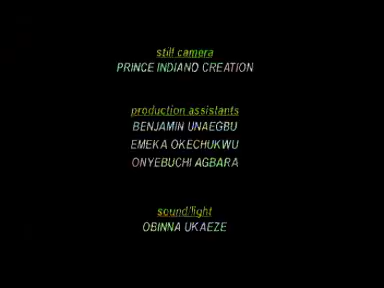 still camera
PRINCE INDIANO CREATION
production assistants
BENJAMIN UNAEGBU
EMEKA OKECHUKWU
ONYEBUCHI AGBARA
sound/light
OBINNA UKAEZE